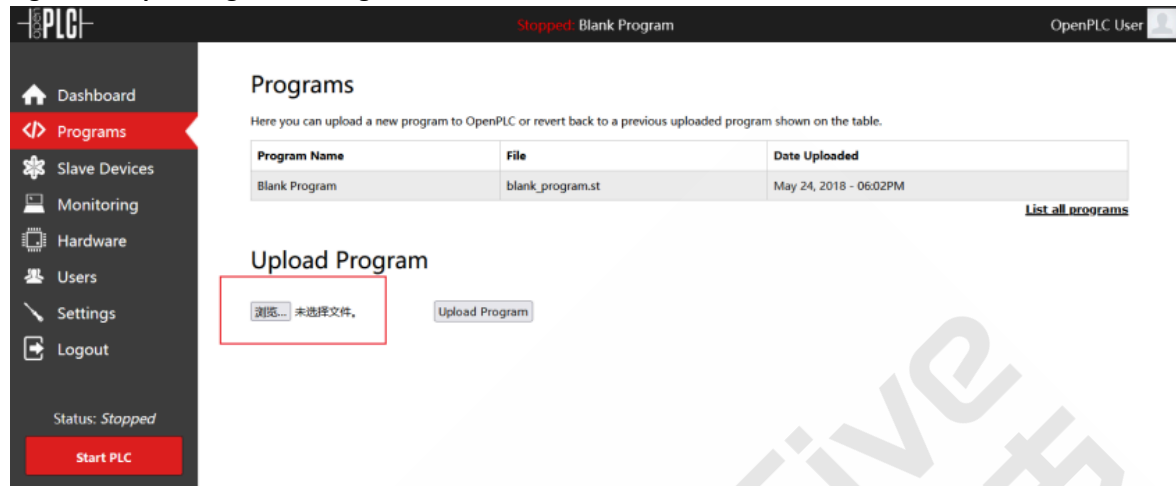 open PLC
Stopped: Blank Program
OpenPLC User
Dashboard
Programs
Slave Devices
Monitoring
Hardware
Users
Settings
Logout
Status: Stopped
Start PLC
Programs
Here you can upload a new program to OpenPLC or revert back to a previous uploaded program shown on the table.
Program Name File Date Uploaded
Blank Program blank_program.st May 24, 2018 - 06:02PM
List all programs
Upload Program
浏览... 未选择文件。 Upload Program